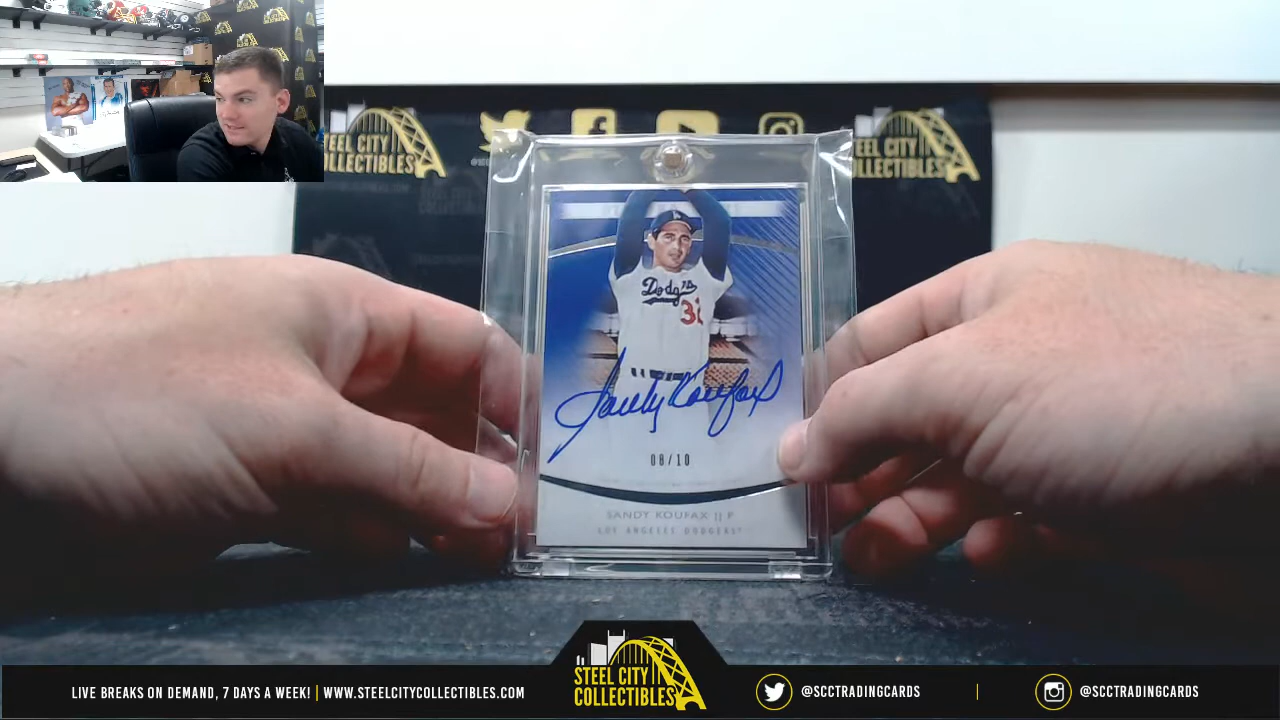 STEEL CITY
COLLECTIBLES
STEEL CITY
COLLECTIBLES
Dodgers
32
Sandy Koufax
08/10
SANDY KOUFAX || P
LOS ANGELES DODGERS
LIVE BREAKS ON DEMAND, 7 DAYS A WEEK! | WWW.STEELCITYCOLLECTIBLES.COM
STEEL CITY
COLLECTIBLES
@SCCTRADINGCARDS
@SCCTRADINGCARDS